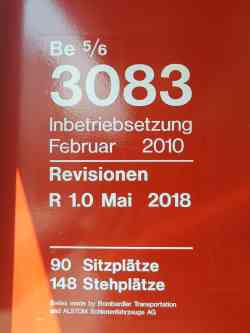 Be 5/6
3083
Inbetriebsetzung
Februar 2010
Revisionen
R 1.0 Mai 2018
90 Sitzplätze
148 Stehplätze
Swiss made by Bombardier Transportation
and ALSTOM Schienenfahrzeuge AG